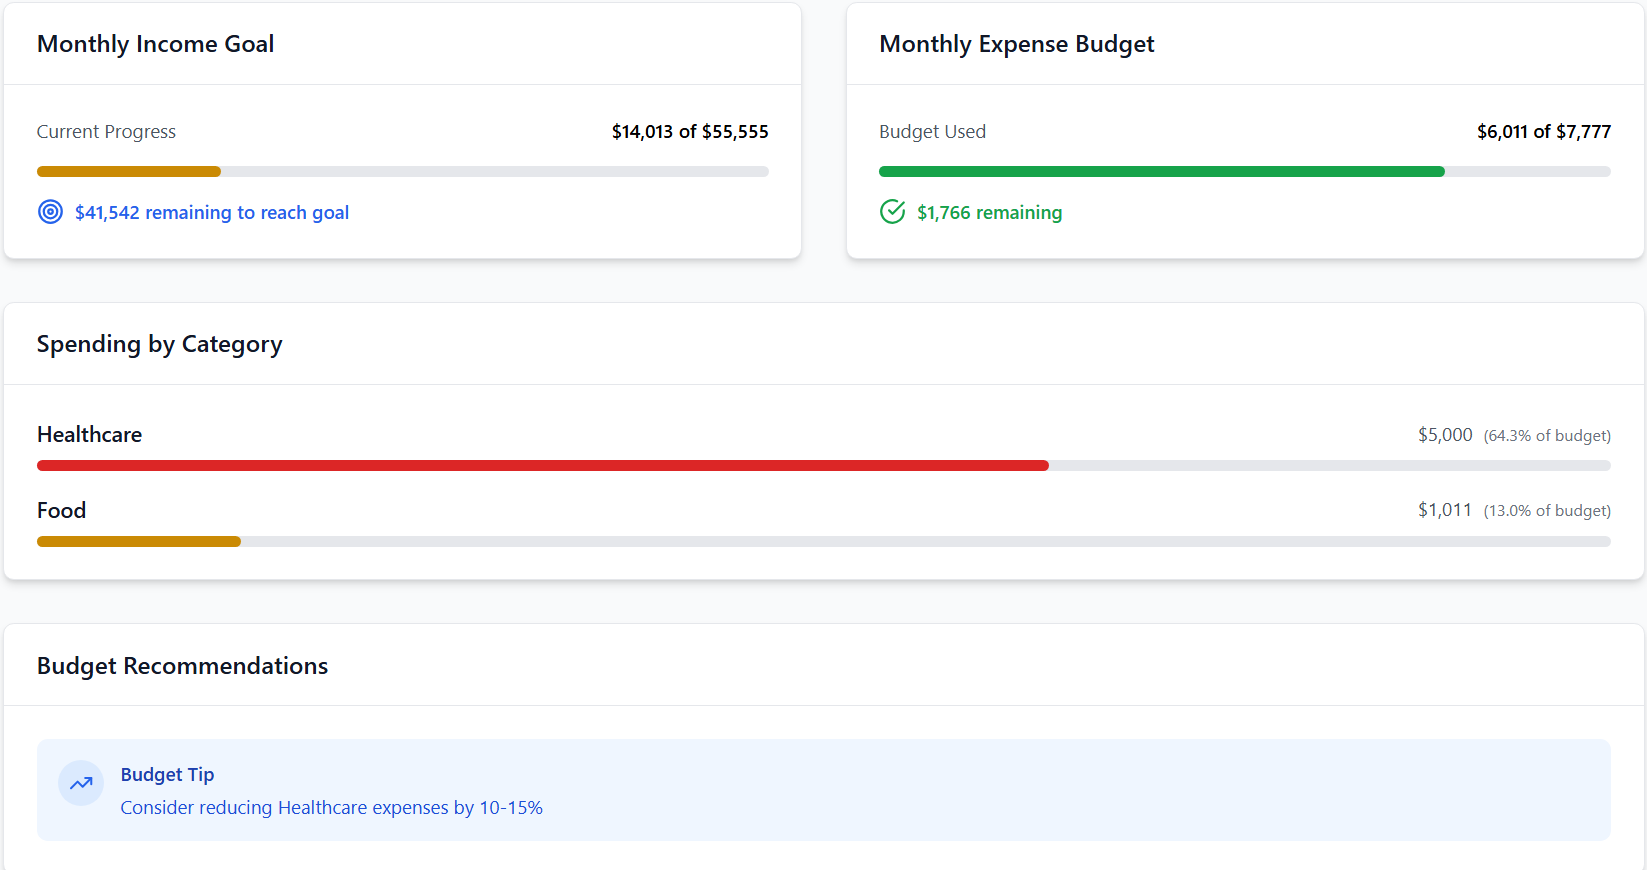 Monthly Income Goal
Current Progress
$14,013 of $55,555
$41,542 remaining to reach goal
Monthly Expense Budget
Budget Used
$6,011 of $7,777
$1,766 remaining
Spending by Category
Healthcare
$5,000 (64.3% of budget)
Food
$1,011 (13.0% of budget)
Budget Recommendations
Budget Tip
Consider reducing Healthcare expenses by 10-15%